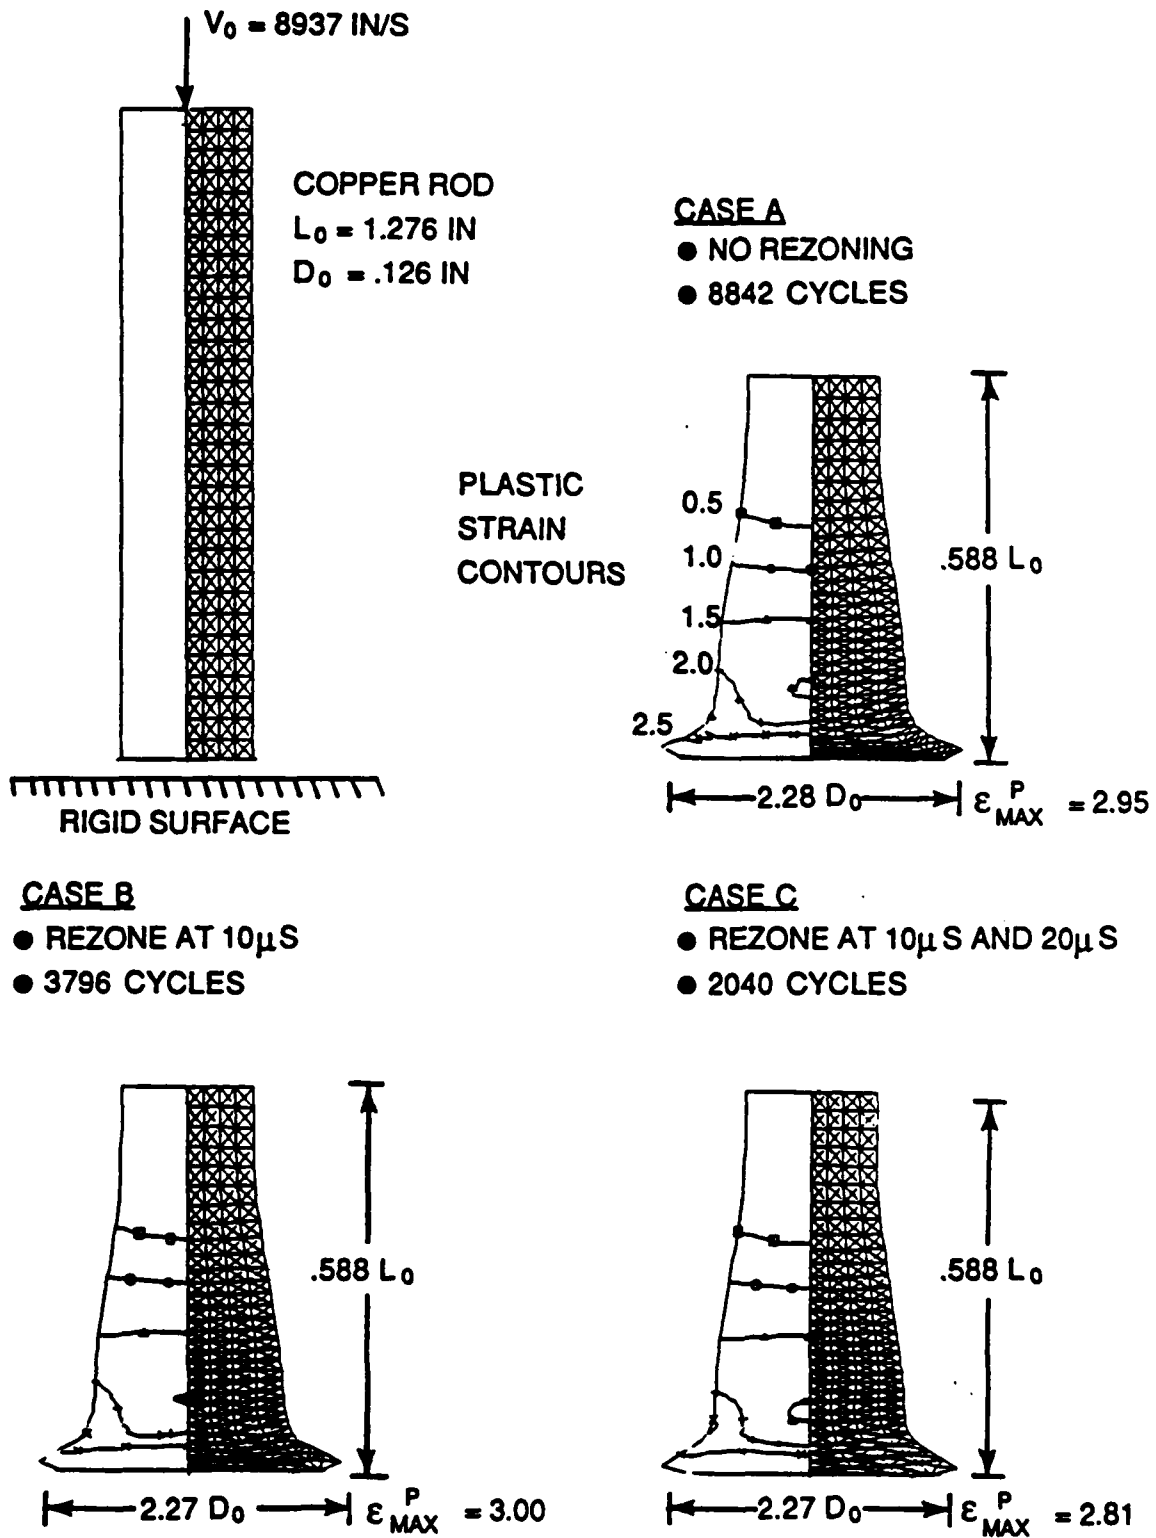 V₀ = 8937 IN/S
COPPER ROD
L₀ = 1.276 IN
D₀ = .126 IN
RIGID SURFACE
CASE A
● NO REZONING
● 8842 CYCLES
PLASTIC
STRAIN
CONTOURS
0.5
1.0
1.5
2.0
2.5
.588 L₀
2.28 D₀
ε^P_MAX = 2.95
CASE B
● REZONE AT 10μS
● 3796 CYCLES
.588 L₀
2.27 D₀
ε^P_MAX = 3.00
CASE C
● REZONE AT 10μS AND 20μS
● 2040 CYCLES
.588 L₀
2.27 D₀
ε^P_MAX = 2.81